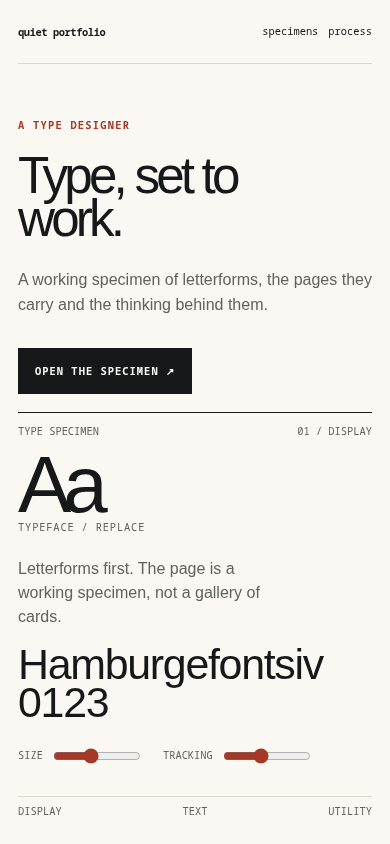 quiet portfolio
specimens process
A TYPE DESIGNER
Type, set to
work.
A working specimen of letterforms, the pages they
carry and the thinking behind them.
OPEN THE SPECIMEN ↗
TYPE SPECIMEN
01 / DISPLAY
Aa
TYPEFACE / REPLACE
Letterforms first. The page is a
working specimen, not a gallery of
cards.
Hamburgefontsiv
0123
SIZE
TRACKING
DISPLAY
TEXT
UTILITY